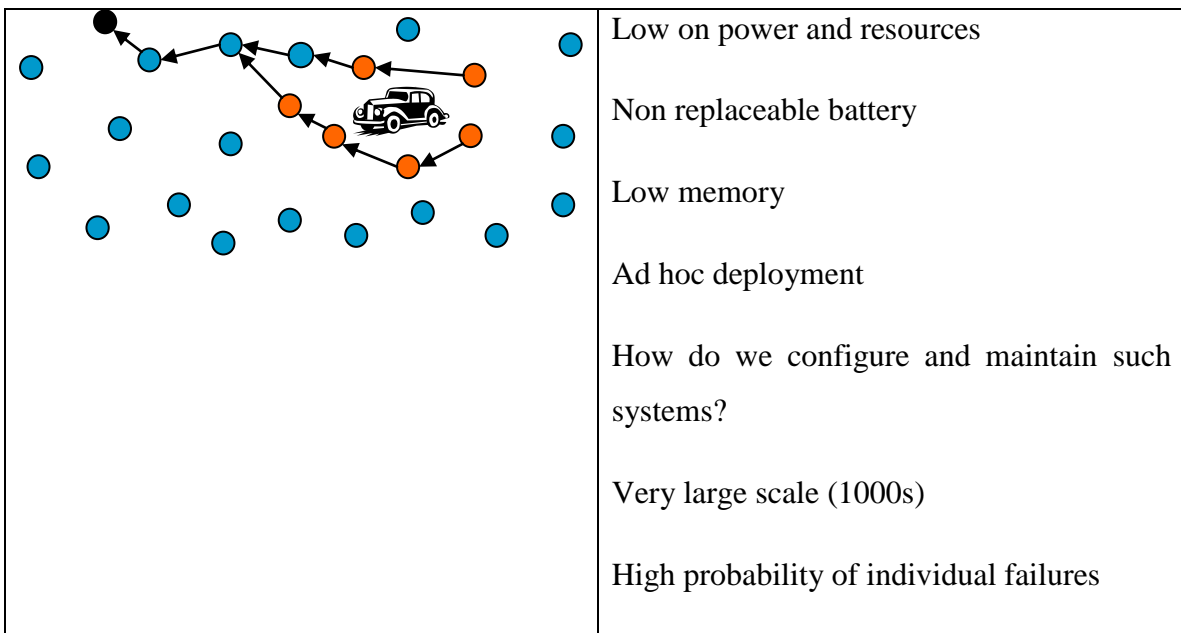 Low on power and resources
Non replaceable battery
Low memory
Ad hoc deployment
How do we configure and maintain such
systems?
Very large scale (1000s)
High probability of individual failures